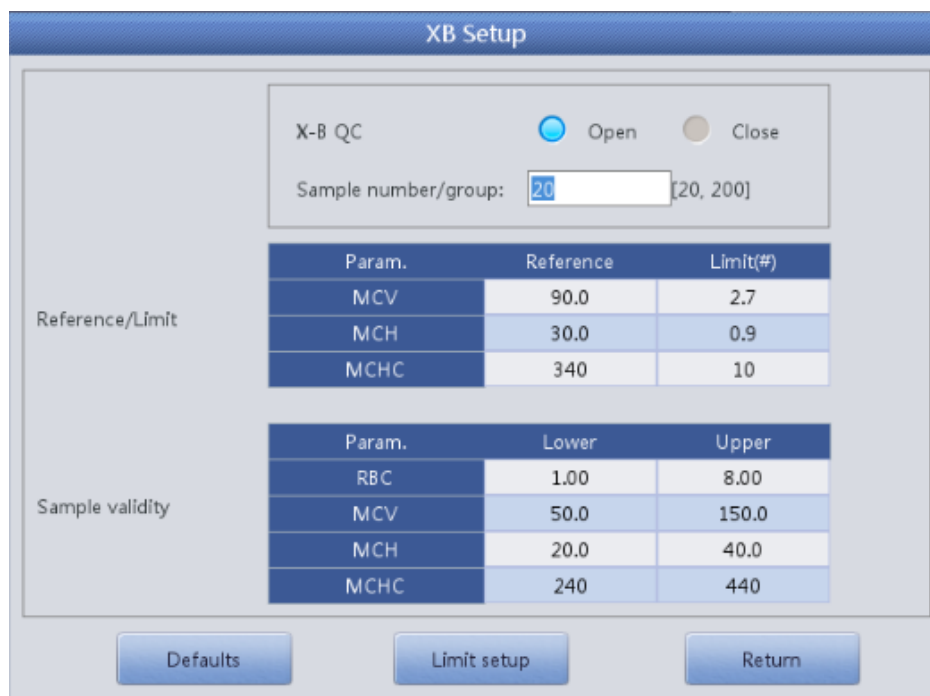 XB Setup
X-B QC Open Close
Sample number/group: 20 [20, 200]
Reference/Limit
Param. Reference Limit(#)
MCV 90.0 2.7
MCH 30.0 0.9
MCHC 340 10
Sample validity
Param. Lower Upper
RBC 1.00 8.00
MCV 50.0 150.0
MCH 20.0 40.0
MCHC 240 440
Defaults Limit setup Return